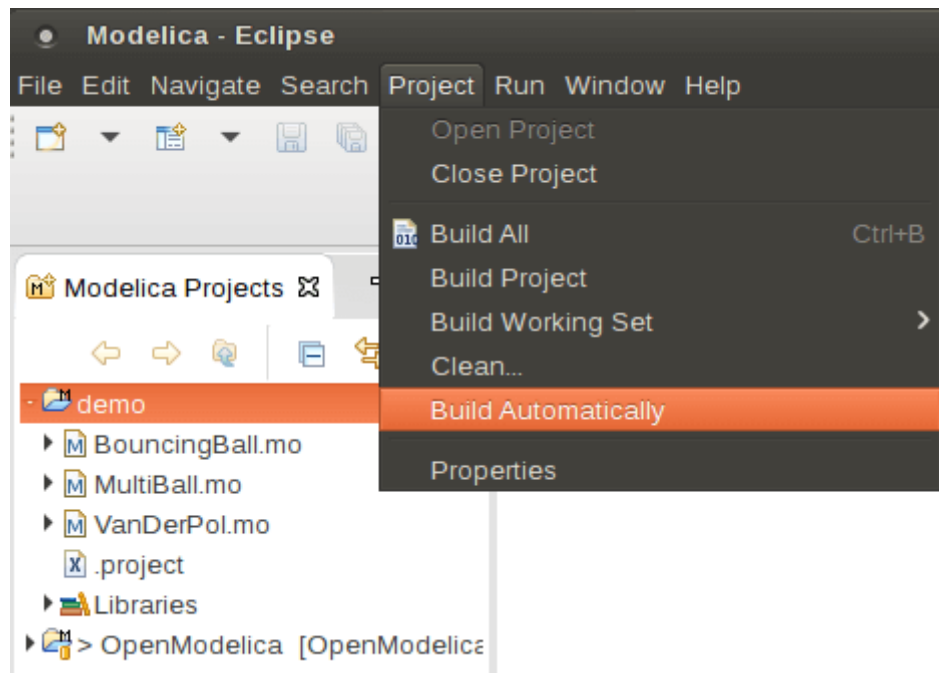 Modelica - Eclipse
File Edit Navigate Search Project Run Window Help
Open Project
Close Project
010 Build All Ctrl+B
Build Project
Build Working Set
Clean...
Build Automatically
Properties
M Modelica Projects
M demo
M BouncingBall.mo
M MultiBall.mo
M VanDerPol.mo
X .project
Libraries
M > OpenModelica [OpenModelica